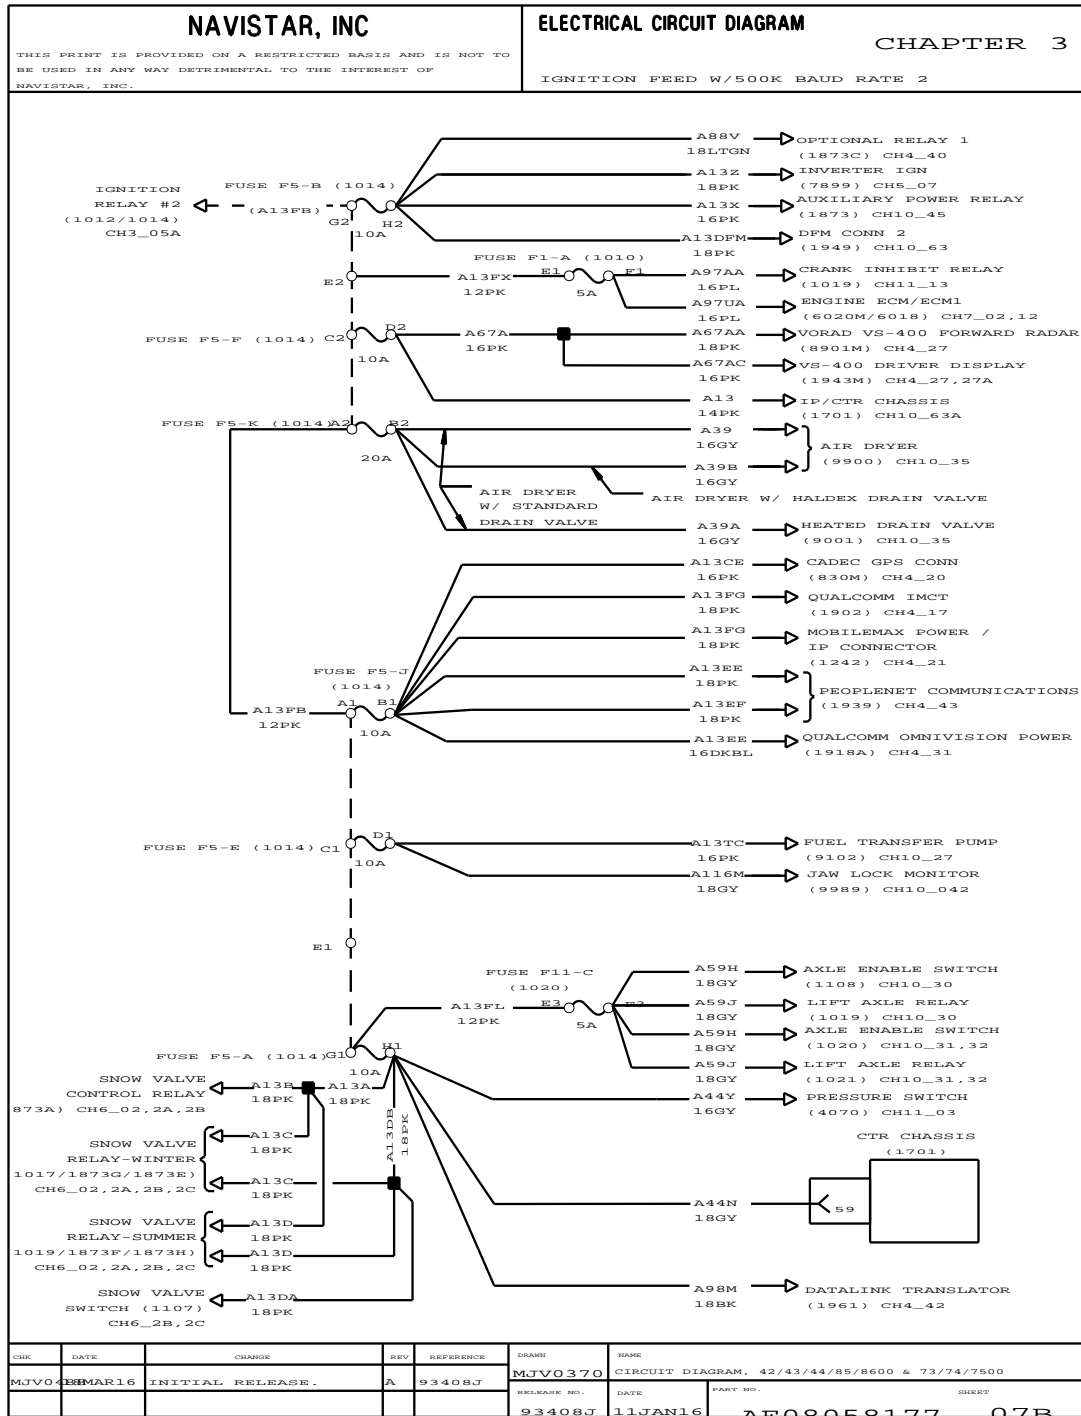 NAVISTAR, INC
THIS PRINT IS PROVIDED ON A RESTRICTED BASIS AND IS NOT TO
BE USED IN ANY WAY DETRIMENTAL TO THE INTEREST OF
NAVISTAR, INC.
ELECTRICAL CIRCUIT DIAGRAM
CHAPTER 3
IGNITION FEED W/500K BAUD RATE 2
A88V
18LTGN
OPTIONAL RELAY 1
(1873C) CH4_40
A13Z
18PK
INVERTER IGN
(7899) CH5_07
IGNITION
RELAY #2
(1012/1014)
CH3_05A
(A13FB)
FUSE F5-B (1014)
G2
H2
10A
A13X
16PK
AUXILIARY POWER RELAY
(1873) CH10_45
A13DFM
18PK
DFM CONN 2
(1949) CH10_63
E2
A13FX
12PK
FUSE F1-A (1010)
E1
F1
5A
A97AA
16PL
CRANK INHIBIT RELAY
(1019) CH11_13
A97UA
16PL
ENGINE ECM/ECM1
(6020M/6018) CH7_02,12
FUSE F5-F (1014)
C2
D2
10A
A67A
16PK
A67AA
18PK
VORAD VS-400 FORWARD RADAR
(8901M) CH4_27
A67AC
16PK
VS-400 DRIVER DISPLAY
(1943M) CH4_27,27A
A13
14PK
IP/CTR CHASSIS
(1701) CH10_63A
FUSE F5-K (1014)
A2
B2
20A
A39
16GY
A39B
16GY
AIR DRYER
(9900) CH10_35
AIR DRYER
W/ STANDARD
DRAIN VALVE
AIR DRYER W/ HALDEX DRAIN VALVE
A39A
16GY
HEATED DRAIN VALVE
(9001) CH10_35
A13CE
16PK
CADEC GPS CONN
(830M) CH4_20
A13FG
18PK
QUALCOMM IMCT
(1902) CH4_17
A13FG
18PK
MOBILEMAX POWER /
IP CONNECTOR
(1242) CH4_21
FUSE F5-J
(1014)
A13FB
12PK
A1
B1
10A
A13EE
18PK
A13EF
18PK
PEOPLENET COMMUNICATIONS
(1939) CH4_43
A13EE
16DKBL
QUALCOMM OMNIVISION POWER
(1918A) CH4_31
FUSE F5-E (1014)
C1
D1
10A
A13TC
16PK
FUEL TRANSFER PUMP
(9102) CH10_27
A116M
18GY
JAW LOCK MONITOR
(9989) CH10_042
E1
A13FL
12PK
FUSE F11-C
(1020)
E3
5A
A59H
18GY
AXLE ENABLE SWITCH
(1108) CH10_30
A59J
18GY
LIFT AXLE RELAY
(1019) CH10_30
A59H
18GY
AXLE ENABLE SWITCH
(1020) CH10_31,32
A59J
18GY
LIFT AXLE RELAY
(1021) CH10_31,32
FUSE F5-A (1014)
G1
H1
10A
A44Y
16GY
PRESSURE SWITCH
(4070) CH11_03
SNOW VALVE
CONTROL RELAY
873A) CH6_02,2A,2B
A13B
18PK
A13A
18PK
A13DB
18PK
SNOW VALVE
RELAY-WINTER
1017/1873G/1873E)
CH6_02,2A,2B,2C
A13C
18PK
A13C
18PK
CTR CHASSIS
(1701)
A44N
18GY
59
SNOW VALVE
RELAY-SUMMER
1019/1873F/1873H)
CH6_02,2A,2B,2C
A13D
18PK
A13D
18PK
SNOW VALVE
SWITCH (1107)
CH6_2B,2C
A13DA
18PK
A98M
18BK
DATALINK TRANSLATOR
(1961) CH4_42
CHK DATE CHANGE REV REFERENCE
MAR16 INITIAL RELEASE. A 93408J
DRAWN
MJV0370
NAME
CIRCUIT DIAGRAM, 42/43/44/85/8600 & 73/74/7500
RELEASE NO.
93408J
DATE
11JAN16
PART NO.
AF08058177
SHEET
07B